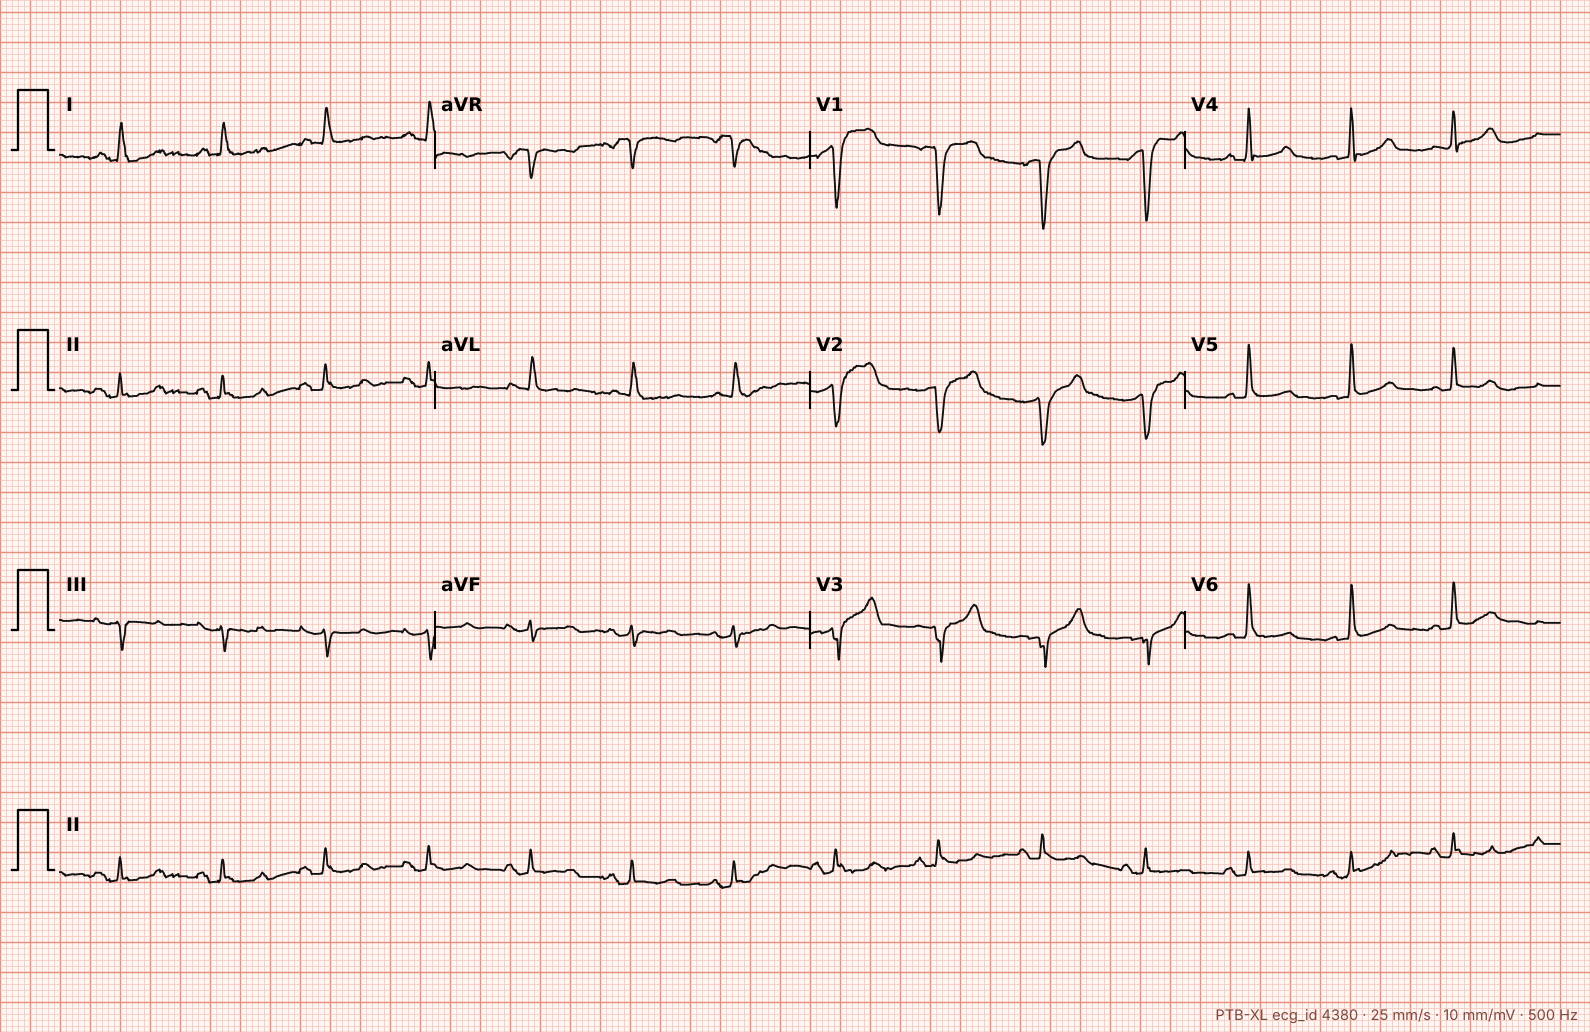 I aVR V1 V4
II aVL V2 V5
III aVF V3 V6
II
PTB-XL ecg_id 4380 · 25 mm/s · 10 mm/mV · 500 Hz